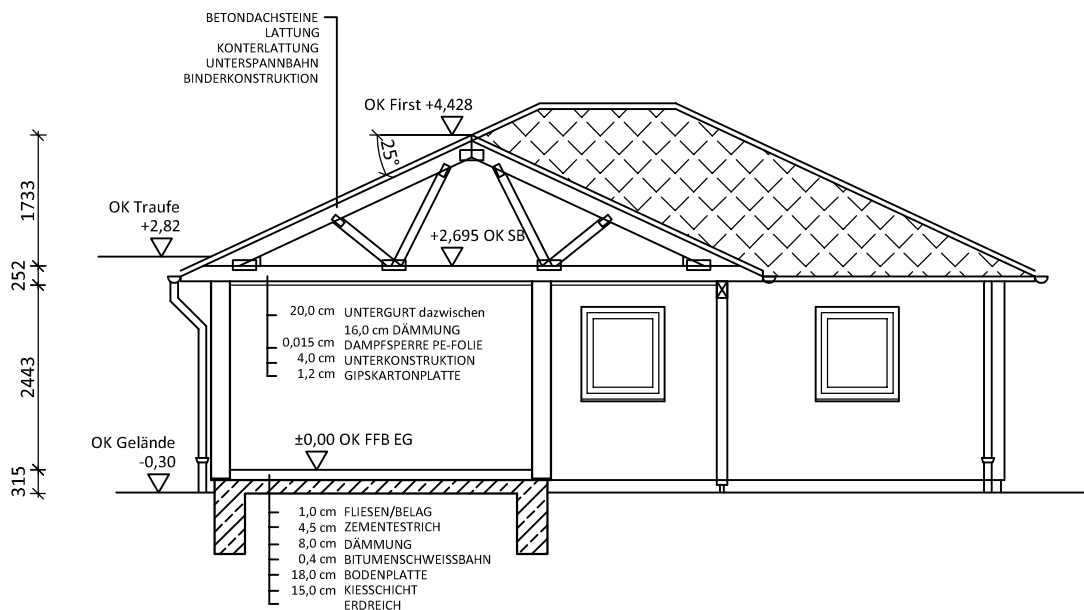 BETONDACHSTEINE
LATTUNG
KONTERLATTUNG
UNTERSPANNBAHN
BINDERKONSTRUKTION
OK First +4,428
25°
1733
OK Traufe
+2,82
+2,695 OK SB
252
20,0 cm UNTERGURT dazwischen
16,0 cm DÄMMUNG
0,015 cm DAMPFSPERRE PE-FOLIE
4,0 cm UNTERKONSTRUKTION
1,2 cm GIPSKARTONPLATTE
2443
OK Gelände
-0,30
±0,00 OK FFB EG
315
1,0 cm FLIESEN/BELAG
4,5 cm ZEMENTESTRICH
8,0 cm DÄMMUNG
0,4 cm BITUMENSCHWEISSBAHN
18,0 cm BODENPLATTE
15,0 cm KIESSCHICHT
ERDREICH